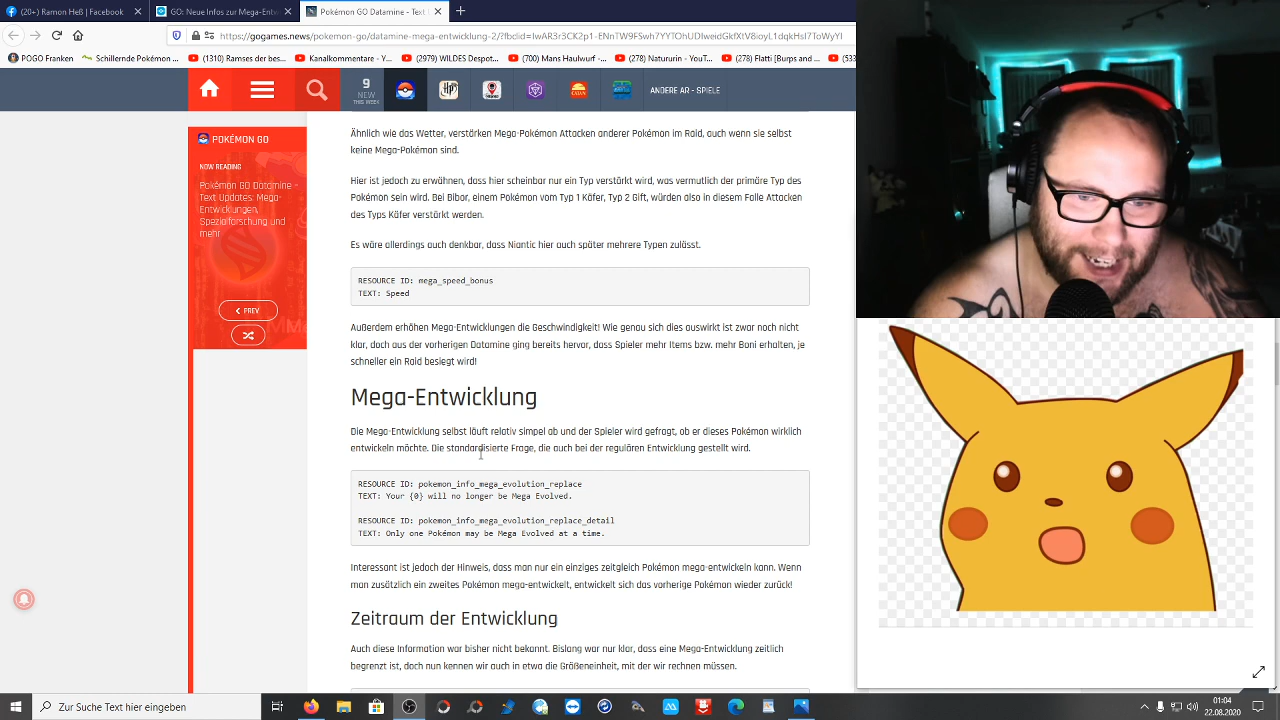 (20+) Ramon Heß | Facebook
GO: Neue Infos zur Mega-Entw
Pokémon GO Datamine - Text
https://gogames.news/pokemon-go/datamine-mega-entwicklung-2/?fbclid=IwAR3r3CK2p1-ENnTW9FSwh7YYTOhUDIweidGkfXtV8ioyL1dqkHsI7ToWyYI
POGO Franken
Schillernde Pokémon ...
(1310) Ramses der bes...
Kanalkommentare - Y...
(2979) WILDES Despot...
(700) Mans Houlwurf - ...
(278) Natururin - YouT...
(278) Flatti [Burps and ...
(533
9
NEW
THIS WEEK
ANDERE AR - SPIELE
POKÉMON GO
NOW READING
Pokémon GO Datamine -
Text Updates: Mega-
Entwicklungen,
Spezialforschung und
mehr
PREV
Ähnlich wie das Wetter, verstärken Mega-Pokémon Attacken anderer Pokémon im Raid, auch wenn sie selbst
keine Mega-Pokémon sind.
Hier ist jedoch zu erwähnen, dass hier scheinbar nur ein Typ verstärkt wird, was vermutlich der primäre Typ des
Pokémon sein wird. Bei Bibor, einem Pokémon vom Typ 1 Käfer, Typ 2 Gift, würden also in diesem Falle Attacken
des Typs Käfer verstärkt werden.
Es wäre allerdings auch denkbar, dass Niantic hier auch später mehrere Typen zulässt.
RESOURCE ID: mega_speed_bonus
TEXT: Speed
Außerdem erhöhen Mega-Entwicklungen die Geschwindigkeit! Wie genau sich dies auswirkt ist zwar noch nicht
klar, doch aus der vorherigen Datamine ging bereits hervor, dass Spieler mehr Items bzw. mehr Boni erhalten, je
schneller ein Raid besiegt wird!
Mega-Entwicklung
Die Mega-Entwicklung selbst läuft relativ simpel ab und der Spieler wird gefragt, ob er dieses Pokémon wirklich
entwickeln möchte. Die standardisierte Frage, die auch bei der regulären Entwicklung gestellt wird.
RESOURCE ID: pokemon_info_mega_evolution_replace
TEXT: Your {0} will no longer be Mega Evolved.
RESOURCE ID: pokemon_info_mega_evolution_replace_detail
TEXT: Only one Pokémon may be Mega Evolved at a time.
Interessant ist jedoch der Hinweis, dass man nur ein einziges zeitgleich Pokémon mega-entwickeln kann. Wenn
man zusätzlich ein zweites Pokémon mega-entwickelt, entwickelt sich das vorherige Pokémon wieder zurück!
Zeitraum der Entwicklung
Auch diese Information war bisher nicht bekannt. Bislang war nur klar, dass eine Mega-Entwicklung zeitlich
begrenzt ist, doch nun kennen wir auch in etwa die Größeneinheit, mit der wir rechnen müssen.
Zur Suche Text hier eingeben
01:04
22.08.2020